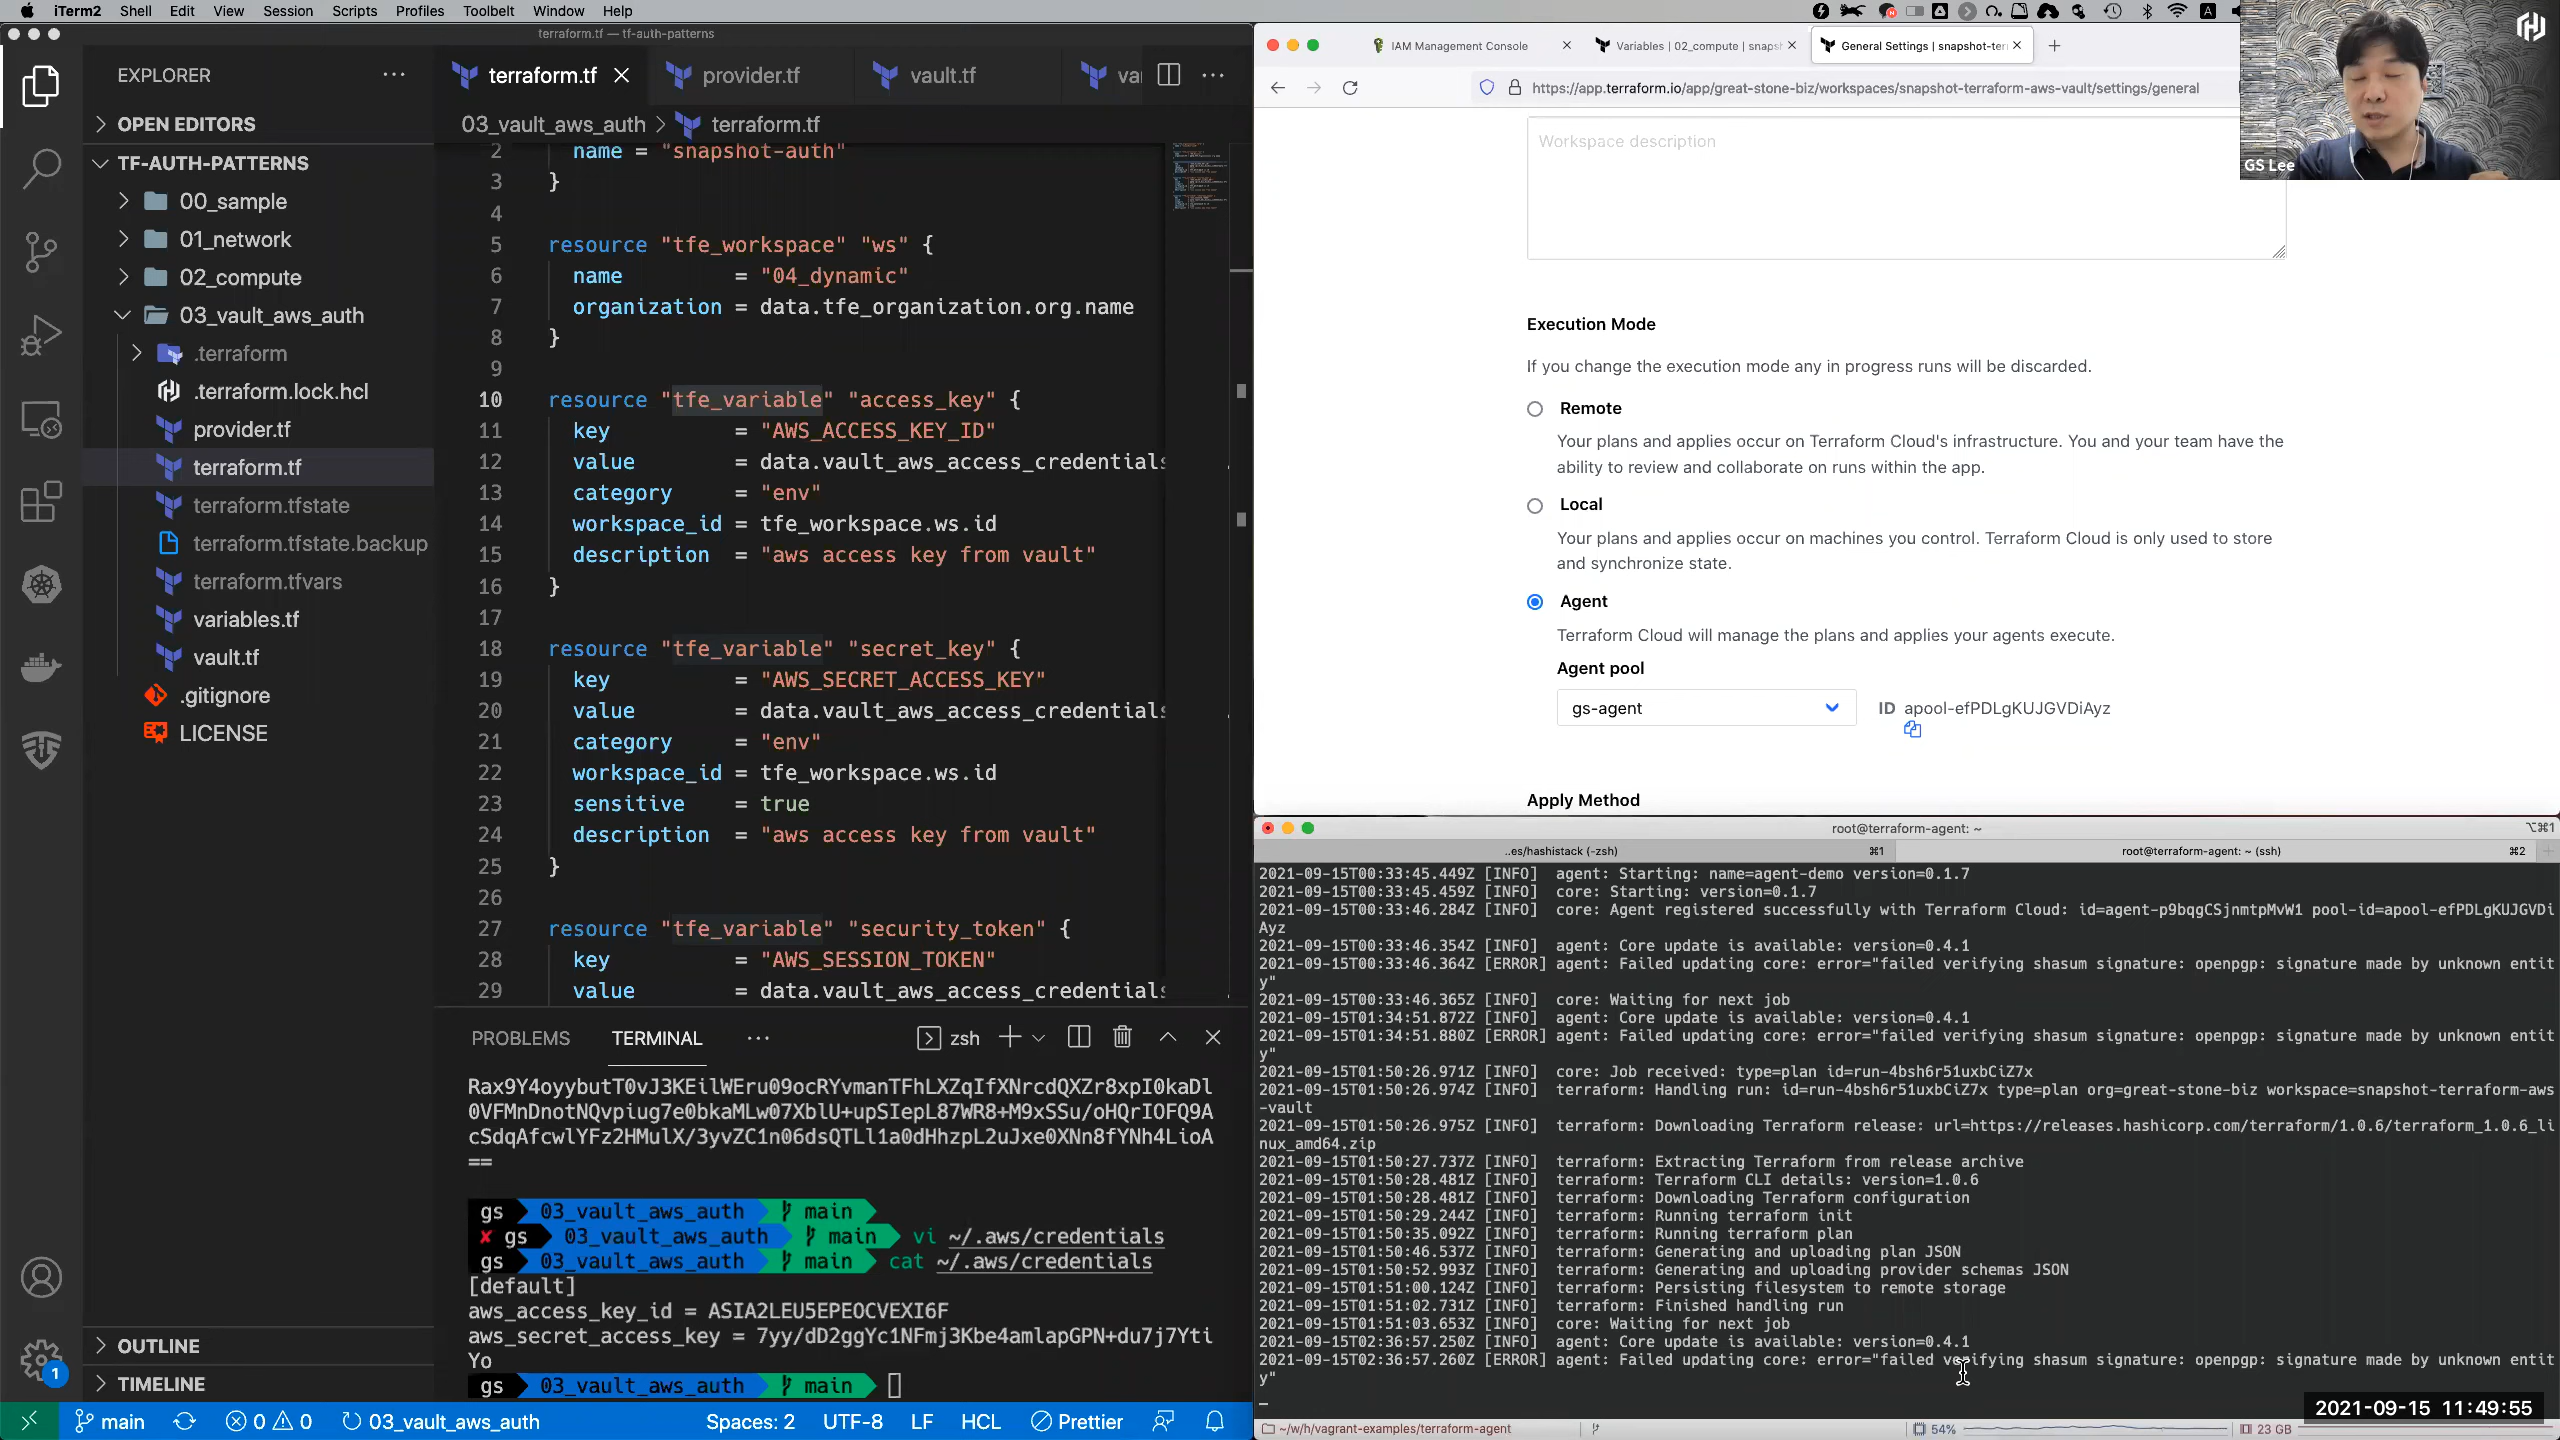 iTerm2 Shell Edit View Session Scripts Profiles Toolbelt Window Help
terraform.tf — tf-auth-patterns
EXPLORER
OPEN EDITORS
TF-AUTH-PATTERNS
00_sample
01_network
02_compute
03_vault_aws_auth
.terraform
.terraform.lock.hcl
provider.tf
terraform.tf
terraform.tfstate
terraform.tfstate.backup
terraform.tfvars
variables.tf
vault.tf
.gitignore
LICENSE
OUTLINE
TIMELINE
1
terraform.tf provider.tf vault.tf va
03_vault_aws_auth > terraform.tf
2 name = "snapshot-auth"
3 }
4
5 resource "tfe_workspace" "ws" {
6 name = "04_dynamic"
7 organization = data.tfe_organization.org.name
8 }
9
10 resource "tfe_variable" "access_key" {
11 key = "AWS_ACCESS_KEY_ID"
12 value = data.vault_aws_access_credentials
13 category = "env"
14 workspace_id = tfe_workspace.ws.id
15 description = "aws access key from vault"
16 }
17
18 resource "tfe_variable" "secret_key" {
19 key = "AWS_SECRET_ACCESS_KEY"
20 value = data.vault_aws_access_credentials
21 category = "env"
22 workspace_id = tfe_workspace.ws.id
23 sensitive = true
24 description = "aws access key from vault"
25 }
26
27 resource "tfe_variable" "security_token" {
28 key = "AWS_SESSION_TOKEN"
29 value = data.vault_aws_access_credentials
PROBLEMS TERMINAL zsh
Rax9Y4oyybutT0vJ3KEilWEru09ocRYvmanTFhLXZqIfXNrcdQXZr8xpI0kaDl
0VFMnDnotNQvpiug7e0bkaMLw07XblU+upSIepL87WR8+M9xSSu/oHQrIOFQ9A
cSdqAfcwlYFz2HMulX/3yvZC1n06dsQTLl1a0dHhzpL2uJxe0XNn8fYNh4LioA
==
gs 03_vault_aws_auth main
✘ gs 03_vault_aws_auth main vi ~/.aws/credentials
gs 03_vault_aws_auth main cat ~/.aws/credentials
[default]
aws_access_key_id = ASIA2LEU5EPEOCVEXI6F
aws_secret_access_key = 7yy/dD2ggYc1NFmj3Kbe4amlapGPN+du7j7Yti
Yo
gs 03_vault_aws_auth main
main 0 0 03_vault_aws_auth Spaces: 2 UTF-8 LF HCL Prettier
IAM Management Console
Variables | 02_compute | snaps
General Settings | snapshot-ter
https://app.terraform.io/app/great-stone-biz/workspaces/snapshot-terraform-aws-vault/settings/general
GS Lee
Workspace description
Execution Mode
If you change the execution mode any in progress runs will be discarded.
Remote
Your plans and applies occur on Terraform Cloud's infrastructure. You and your team have the
ability to review and collaborate on runs within the app.
Local
Your plans and applies occur on machines you control. Terraform Cloud is only used to store
and synchronize state.
Agent
Terraform Cloud will manage the plans and applies your agents execute.
Agent pool
gs-agent ID apool-efPDLgKUJGVDiAyz
Apply Method
root@terraform-agent: ~ ⌥⌘1
..es/hashistack (-zsh) ⌘1 root@terraform-agent: ~ (ssh) ⌘2
2021-09-15T00:33:45.449Z [INFO] agent: Starting: name=agent-demo version=0.1.7
2021-09-15T00:33:45.459Z [INFO] core: Starting: version=0.1.7
2021-09-15T00:33:46.284Z [INFO] core: Agent registered successfully with Terraform Cloud: id=agent-p9bqgCSjnmtpMvW1 pool-id=apool-efPDLgKUJGVDi
Ayz
2021-09-15T00:33:46.354Z [INFO] agent: Core update is available: version=0.4.1
2021-09-15T00:33:46.364Z [ERROR] agent: Failed updating core: error="failed verifying shasum signature: openpgp: signature made by unknown entit
y"
2021-09-15T00:33:46.365Z [INFO] core: Waiting for next job
2021-09-15T01:34:51.872Z [INFO] agent: Core update is available: version=0.4.1
2021-09-15T01:34:51.880Z [ERROR] agent: Failed updating core: error="failed verifying shasum signature: openpgp: signature made by unknown entit
y"
2021-09-15T01:50:26.971Z [INFO] core: Job received: type=plan id=run-4bsh6r51uxbCiZ7x
2021-09-15T01:50:26.974Z [INFO] terraform: Handling run: id=run-4bsh6r51uxbCiZ7x type=plan org=great-stone-biz workspace=snapshot-terraform-aws
-vault
2021-09-15T01:50:26.975Z [INFO] terraform: Downloading Terraform release: url=https://releases.hashicorp.com/terraform/1.0.6/terraform_1.0.6_li
nux_amd64.zip
2021-09-15T01:50:27.737Z [INFO] terraform: Extracting Terraform from release archive
2021-09-15T01:50:28.481Z [INFO] terraform: Terraform CLI details: version=1.0.6
2021-09-15T01:50:28.481Z [INFO] terraform: Downloading Terraform configuration
2021-09-15T01:50:29.244Z [INFO] terraform: Running terraform init
2021-09-15T01:50:35.092Z [INFO] terraform: Running terraform plan
2021-09-15T01:50:46.537Z [INFO] terraform: Generating and uploading plan JSON
2021-09-15T01:50:52.993Z [INFO] terraform: Generating and uploading provider schemas JSON
2021-09-15T01:51:00.124Z [INFO] terraform: Persisting filesystem to remote storage
2021-09-15T01:51:02.731Z [INFO] terraform: Finished handling run
2021-09-15T01:51:03.653Z [INFO] core: Waiting for next job
2021-09-15T02:36:57.250Z [INFO] agent: Core update is available: version=0.4.1
2021-09-15T02:36:57.260Z [ERROR] agent: Failed updating core: error="failed verifying shasum signature: openpgp: signature made by unknown entit
y"
2021-09-15 11:49:55
~/w/h/vagrant-examples/terraform-agent 54% 23 GB